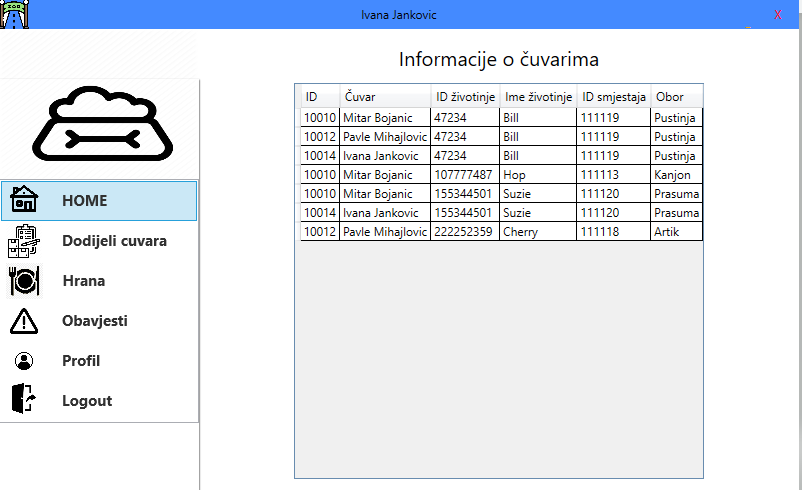 Ivana Jankovic
X
Informacije o čuvarima
ID Čuvar ID životinje Ime životinje ID smjestaja Obor
10010 Mitar Bojanic 47234 Bill 111119 Pustinja
10012 Pavle Mihajlovic 47234 Bill 111119 Pustinja
10014 Ivana Jankovic 47234 Bill 111119 Pustinja
10010 Mitar Bojanic 107777487 Hop 111113 Kanjon
10010 Mitar Bojanic 155344501 Suzie 111120 Prasuma
10014 Ivana Jankovic 155344501 Suzie 111120 Prasuma
10012 Pavle Mihajlovic 222252359 Cherry 111118 Artik
HOME
Dodijeli cuvara
Hrana
Obavjesti
Profil
Logout